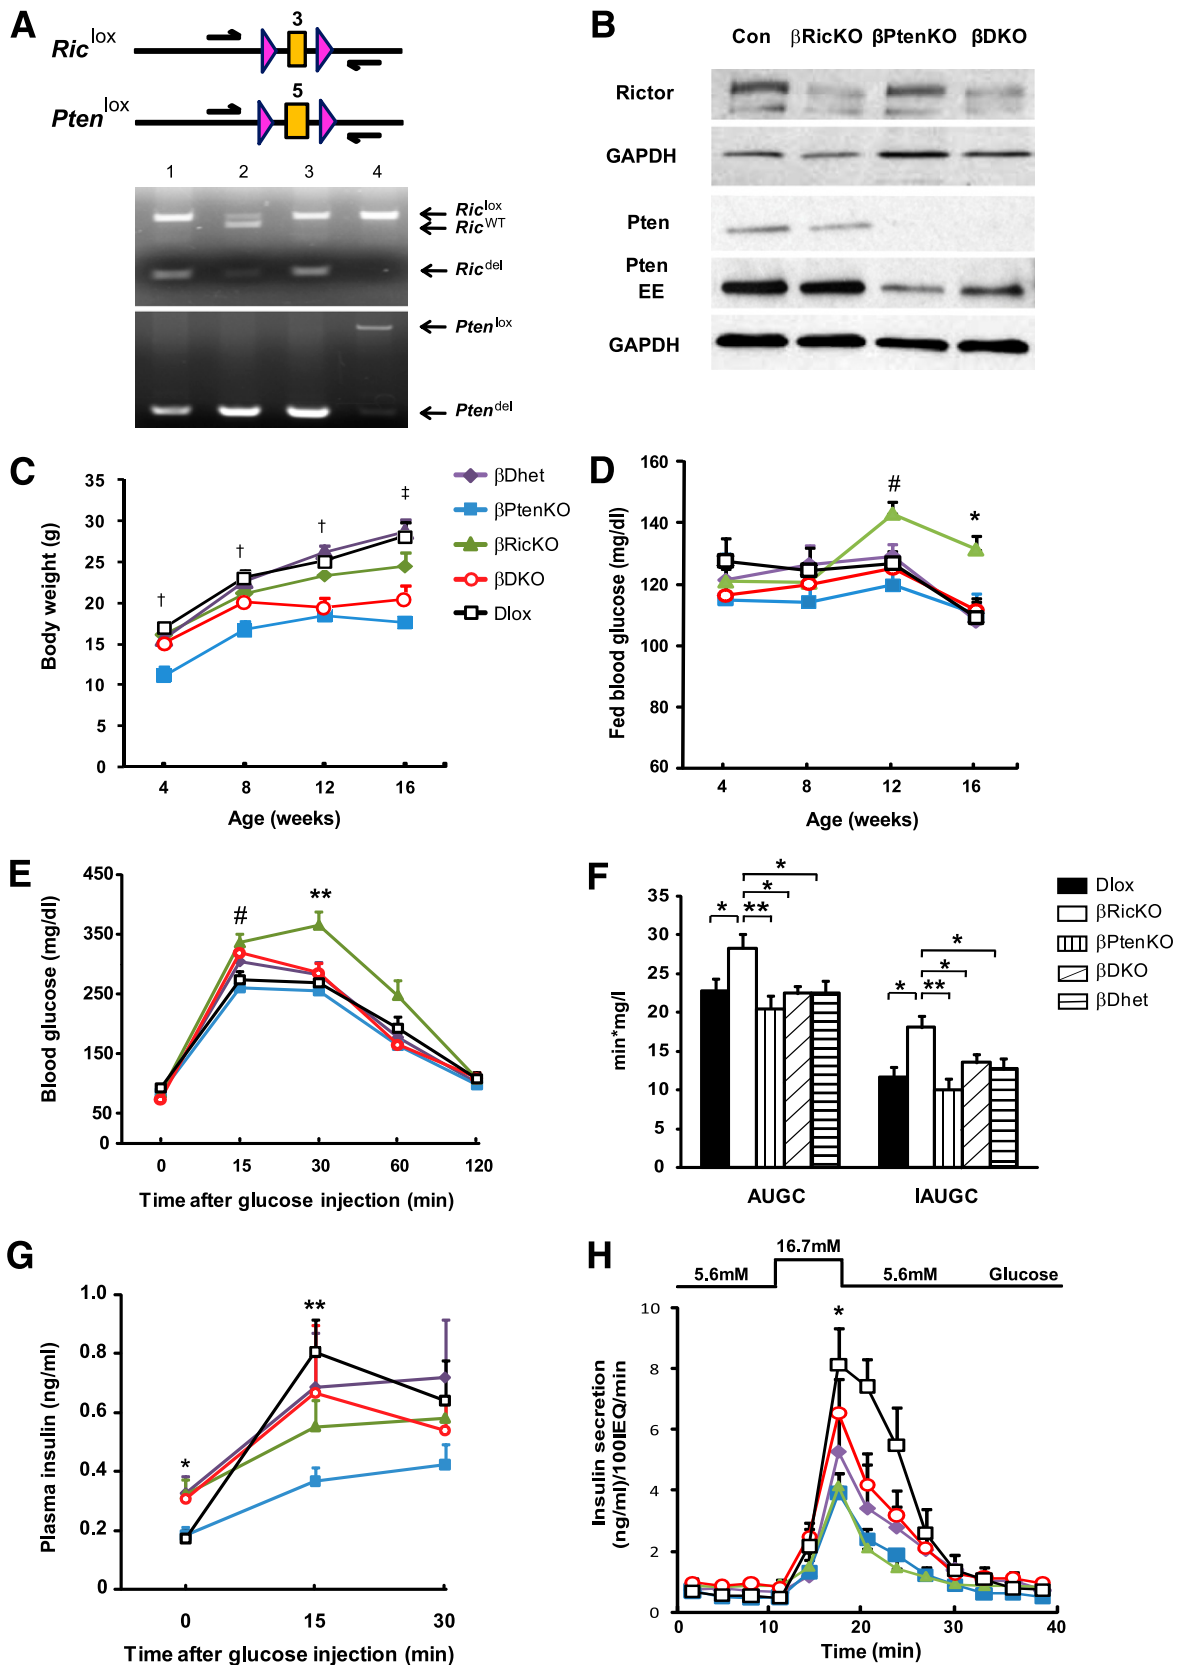 A
Ric lox
3
Pten lox
5
1 2 3 4
Ric lox
Ric WT
Ric del
Pten lox
Pten del
B
Con βRicKO βPtenKO βDKO
Rictor
GAPDH
Pten
Pten
EE
GAPDH
C
Body weight (g)
35
30
25
20
15
10
5
0
† † † ‡
4 8 12 16
Age (weeks)
βDhet
βPtenKO
βRicKO
βDKO
Dlox
D
Fed blood glucose (mg/dl)
160
140
120
100
80
60
# *
4 8 12 16
Age (weeks)
E
Blood glucose (mg/dl)
450
350
250
150
50
0
# **
0 15 30 60 120
Time after glucose injection (min)
F
min*mg/l
35
30
25
20
15
10
5
0
* ** * *
* ** * *
AUGC IAUGC
Dlox
βRicKO
βPtenKO
βDKO
βDhet
G
Plasma insulin (ng/ml)
1.0
0.8
0.6
0.4
0.2
0
* **
0 15 30
Time after glucose injection (min)
H
16.7mM
5.6mM 5.6mM Glucose
Insulin secretion
(ng/ml)/100IEQ/min
10
8
6
4
2
0
*
0 10 20 30 40
Time (min)